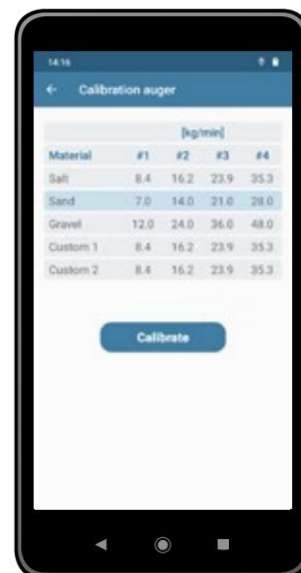 14:16
← Calibration auger
[kg/min]
Material #1 #2 #3 #4
Salt 8.4 16.2 23.9 35.3
Sand 7.0 14.0 21.0 28.0
Gravel 12.0 24.0 36.0 48.0
Custom 1 8.4 16.2 23.9 35.3
Custom 2 8.4 16.2 23.9 35.3
Calibrate